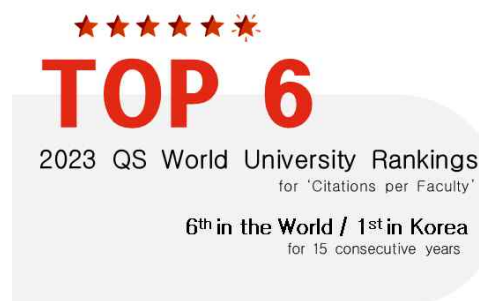 TOP 6
2023 QS World University Rankings
for 'Citations per Faculty'
6th in the World / 1st in Korea
for 15 consecutive years